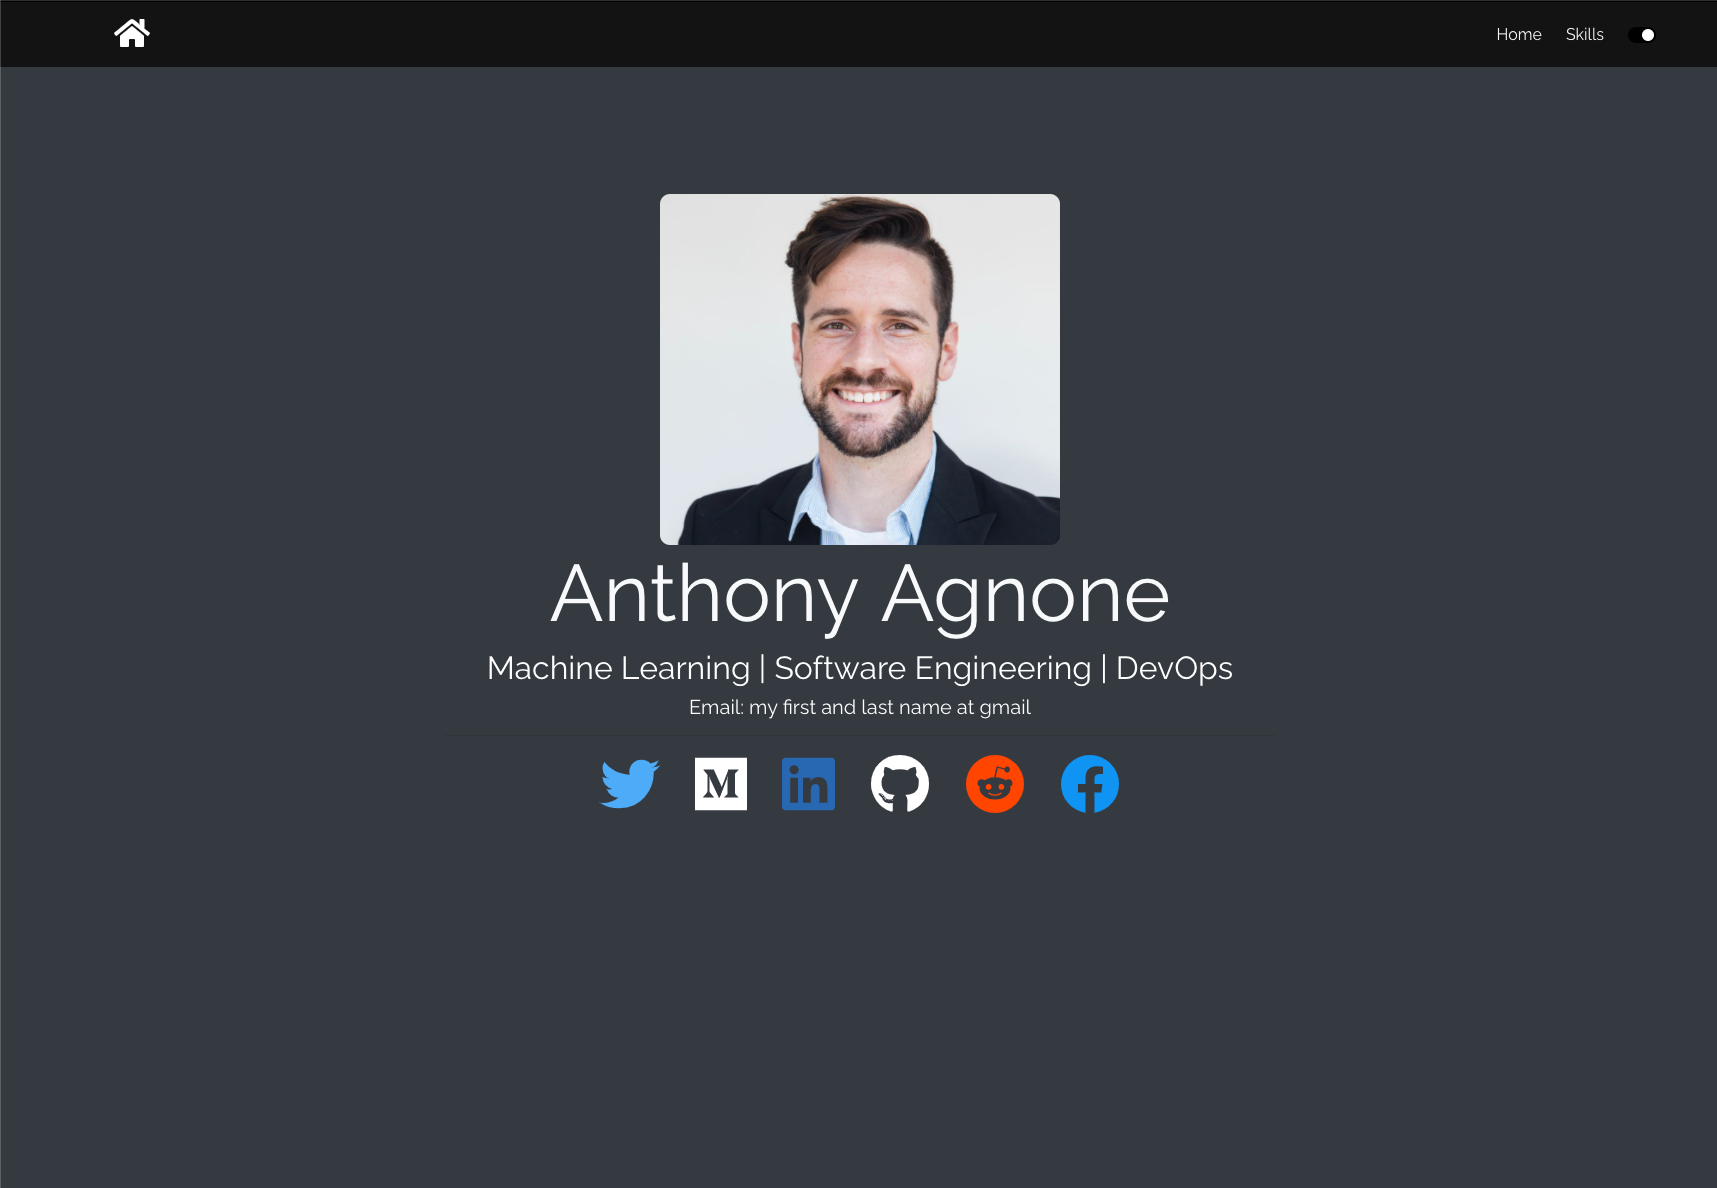 Home Skills
Anthony Agnone
Machine Learning | Software Engineering | DevOps
Email: my first and last name at gmail
M in